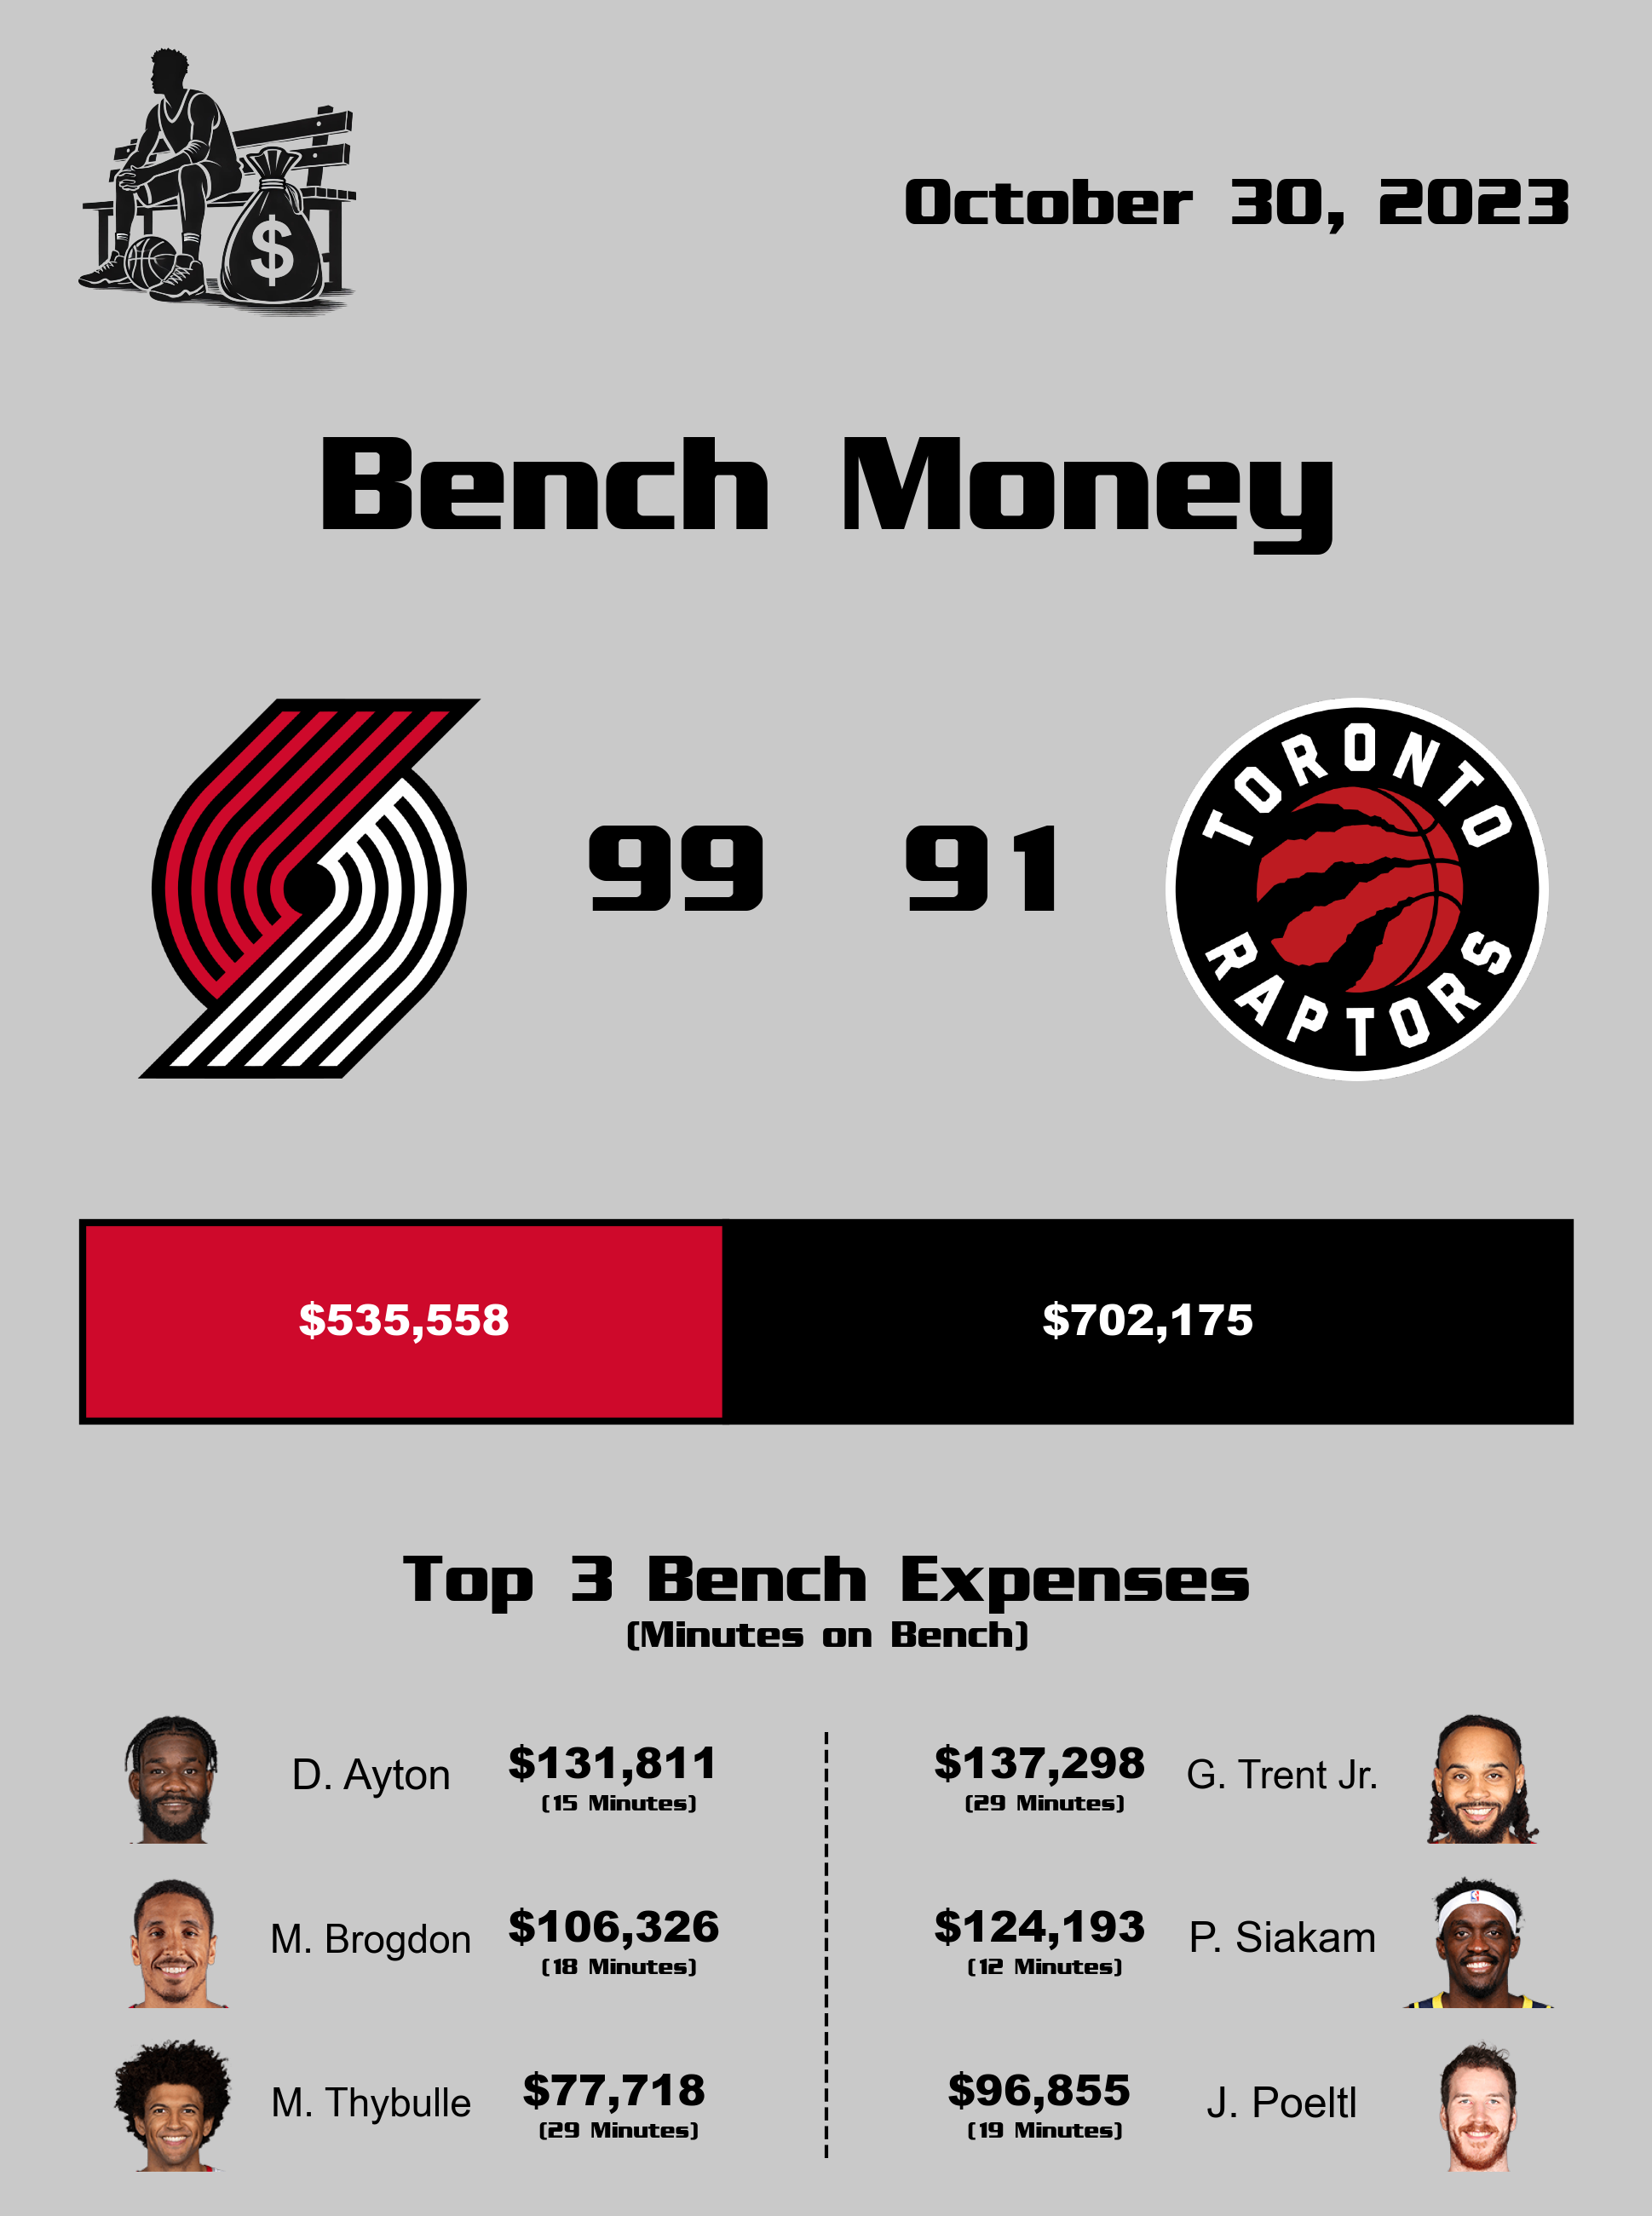 $
October 30, 2023
Bench Money
TORONTO
99 91
RAPTORS
$535,558 $702,175
Top 3 Bench Expenses
(Minutes on Bench)
D. Ayton $131,811 $137,298 G. Trent Jr.
(15 Minutes) (29 Minutes)
M. Brogdon $106,326 $124,193 P. Siakam
(18 Minutes) (12 Minutes)
M. Thybulle $77,718 $96,855 J. Poeltl
(29 Minutes) (19 Minutes)